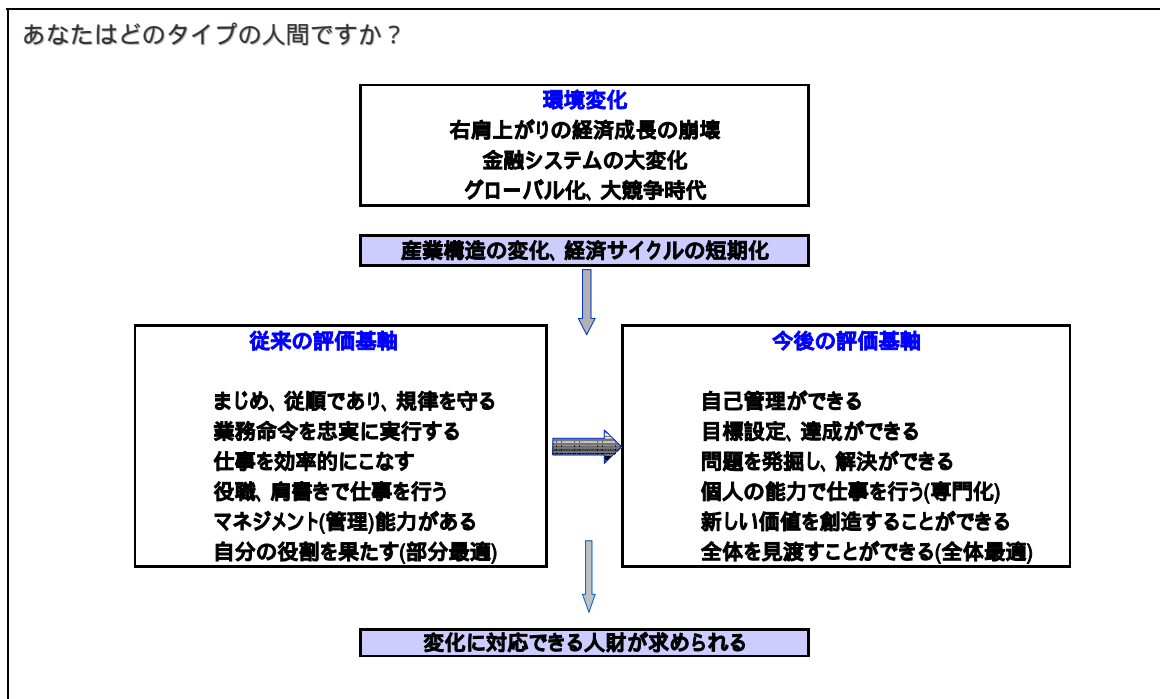 あなたはどのタイプの人間ですか？
環境変化
右肩上がりの経済成長の崩壊
金融システムの大変化
グローバル化、大競争時代
産業構造の変化、経済サイクルの短期化
従来の評価基軸
まじめ、従順であり、規律を守る
業務命令を忠実に実行する
仕事を効率的にこなす
役職、肩書きで仕事を行う
マネジメント(管理)能力がある
自分の役割を果たす(部分最適)
今後の評価基軸
自己管理ができる
目標設定、達成ができる
問題を発掘し、解決ができる
個人の能力で仕事を行う(専門化)
新しい価値を創造することができる
全体を見渡すことができる(全体最適)
変化に対応できる人財が求められる